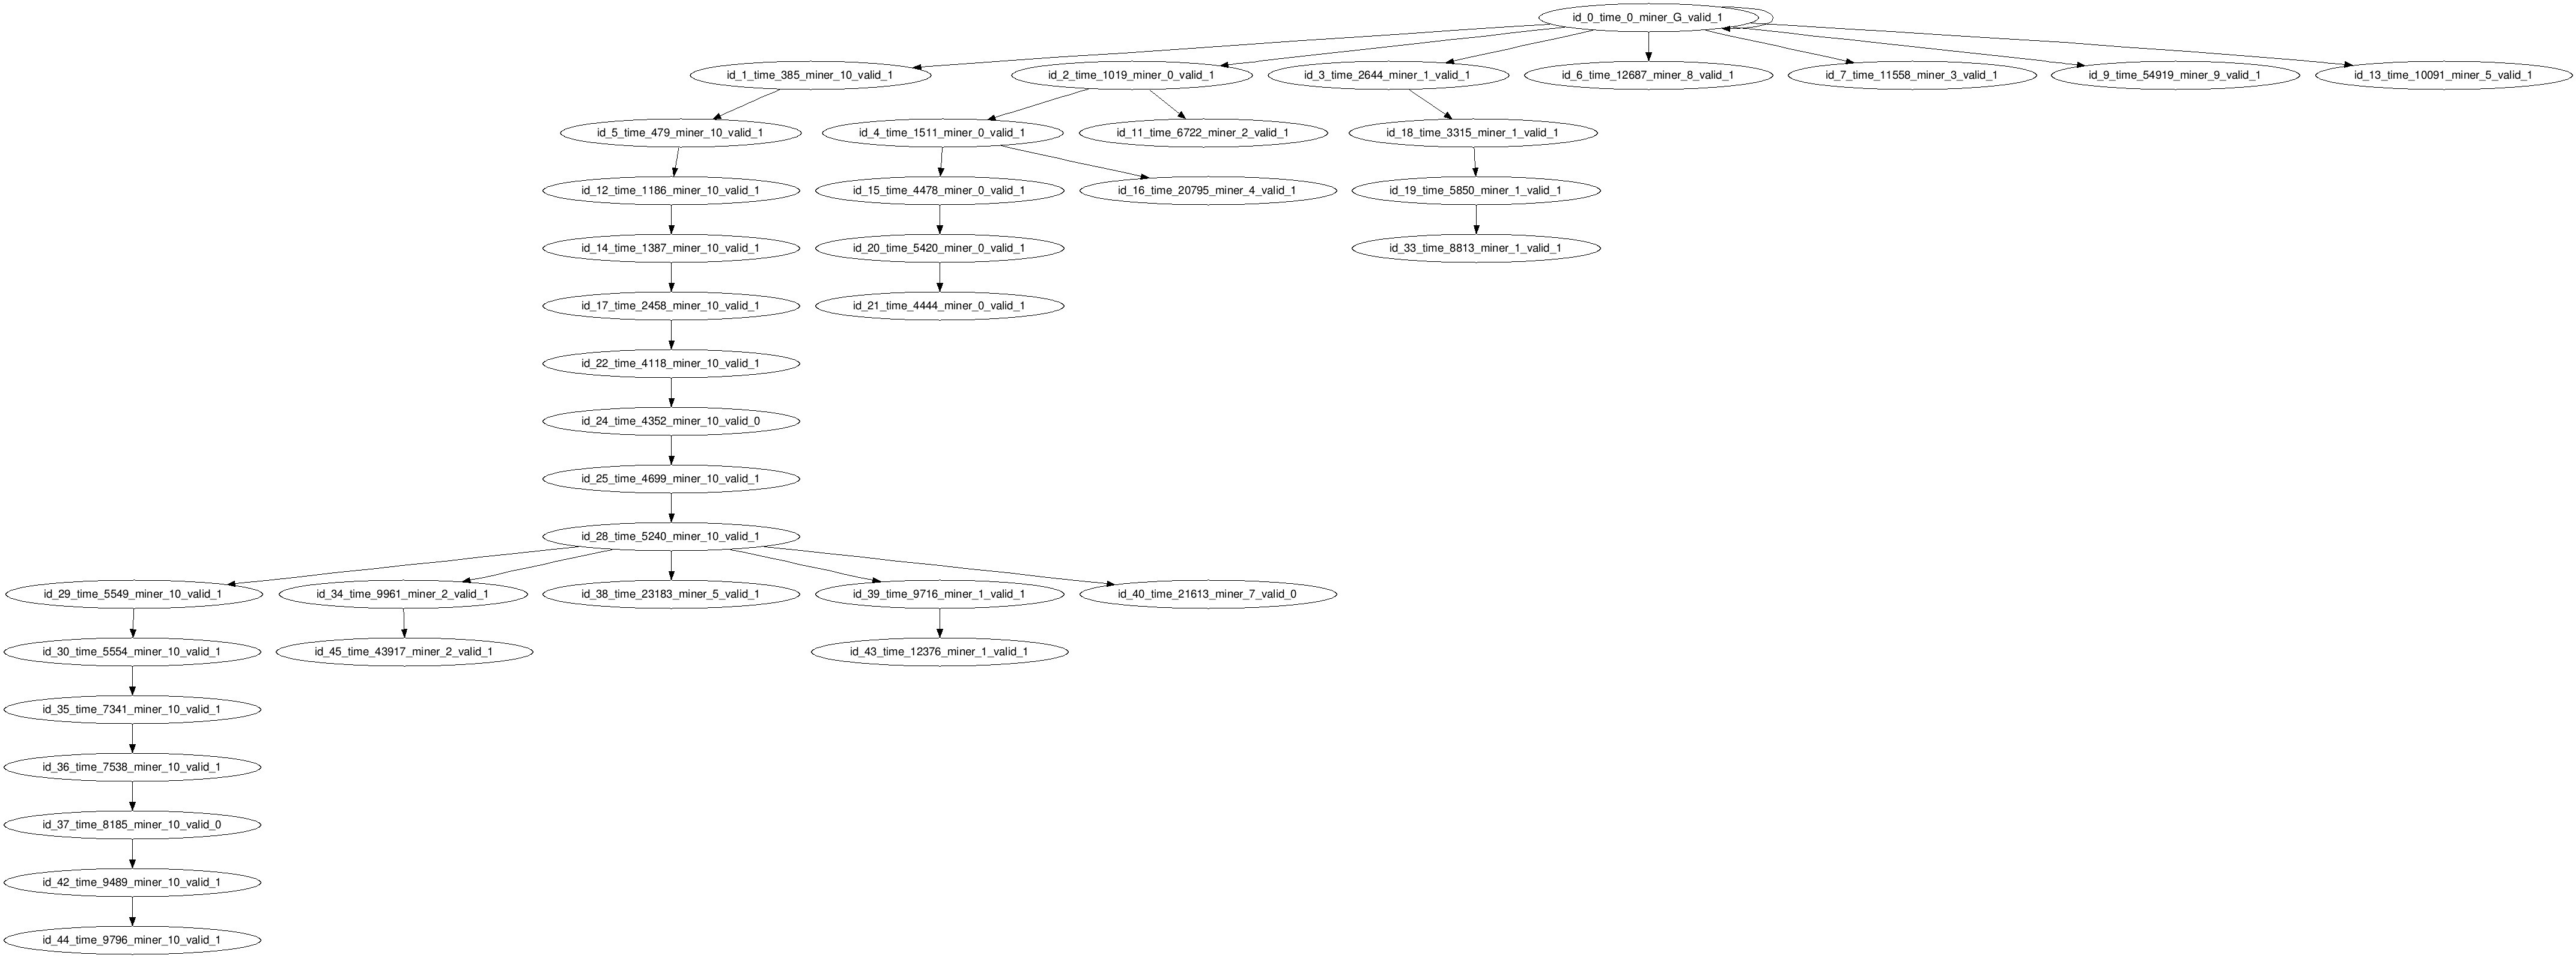 id_0_time_0_miner_G_valid_1
id_1_time_385_miner_10_valid_1
id_2_time_1019_miner_0_valid_1
id_3_time_2644_miner_1_valid_1
id_6_time_12687_miner_8_valid_1
id_7_time_11558_miner_3_valid_1
id_9_time_54919_miner_9_valid_1
id_13_time_10091_miner_5_valid_1
id_5_time_479_miner_10_valid_1
id_4_time_1511_miner_0_valid_1
id_11_time_6722_miner_2_valid_1
id_18_time_3315_miner_1_valid_1
id_12_time_1186_miner_10_valid_1
id_15_time_4478_miner_0_valid_1
id_16_time_20795_miner_4_valid_1
id_19_time_5850_miner_1_valid_1
id_14_time_1387_miner_10_valid_1
id_20_time_5420_miner_0_valid_1
id_33_time_8813_miner_1_valid_1
id_17_time_2458_miner_10_valid_1
id_21_time_4444_miner_0_valid_1
id_22_time_4118_miner_10_valid_1
id_24_time_4352_miner_10_valid_0
id_25_time_4699_miner_10_valid_1
id_28_time_5240_miner_10_valid_1
id_29_time_5549_miner_10_valid_1
id_34_time_9961_miner_2_valid_1
id_38_time_23183_miner_5_valid_1
id_39_time_9716_miner_1_valid_1
id_40_time_21613_miner_7_valid_0
id_30_time_5554_miner_10_valid_1
id_45_time_43917_miner_2_valid_1
id_43_time_12376_miner_1_valid_1
id_35_time_7341_miner_10_valid_1
id_36_time_7538_miner_10_valid_1
id_37_time_8185_miner_10_valid_0
id_42_time_9489_miner_10_valid_1
id_44_time_9796_miner_10_valid_1